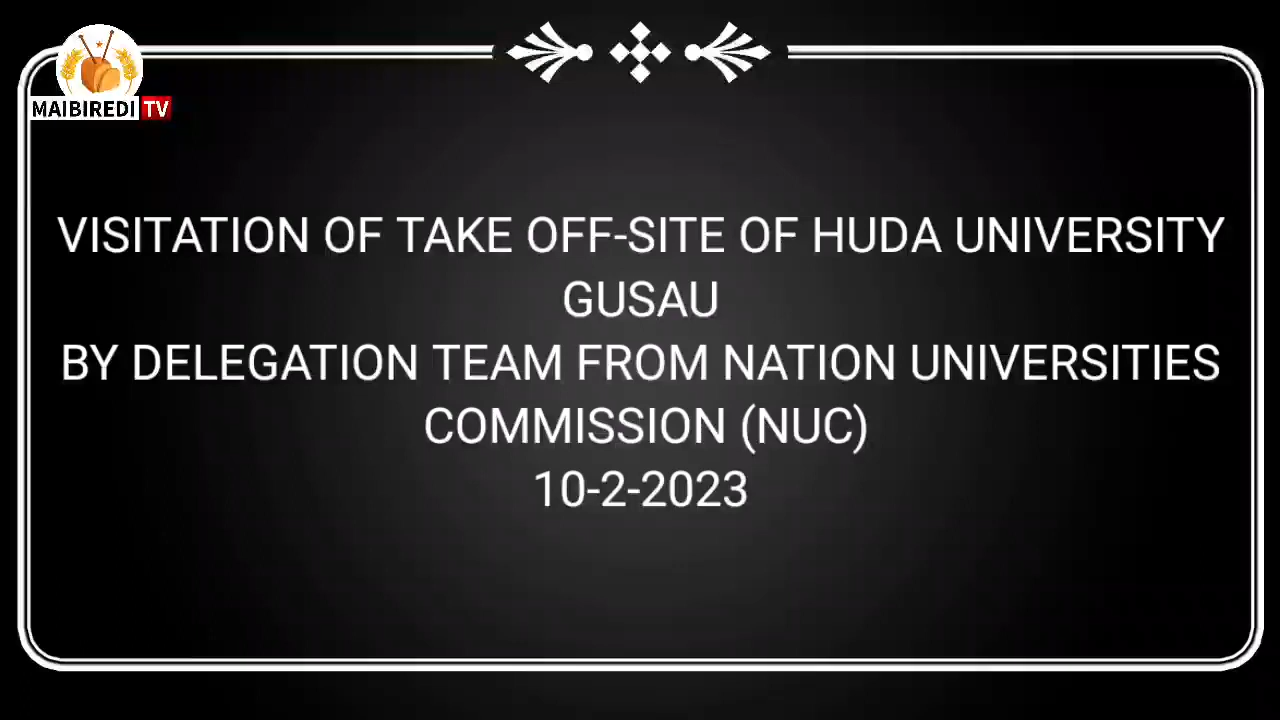 MAIBIREDI TV
VISITATION OF TAKE OFF-SITE OF HUDA UNIVERSITY
GUSAU
BY DELEGATION TEAM FROM NATION UNIVERSITIES
COMMISSION (NUC)
10-2-2023